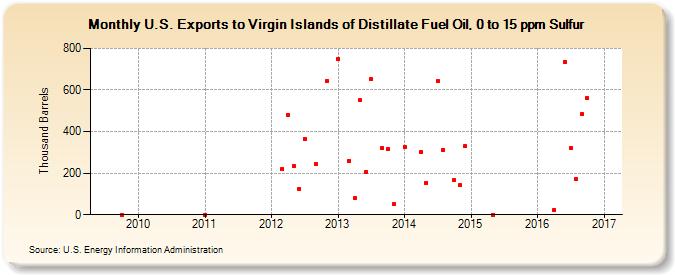 Monthly U.S. Exports to Virgin Islands of Distillate Fuel Oil, 0 to 15 ppm Sulfur
Thousand Barrels
800
600
400
200
0
2010 2011 2012 2013 2014 2015 2016 2017
Source: U.S. Energy Information Administration